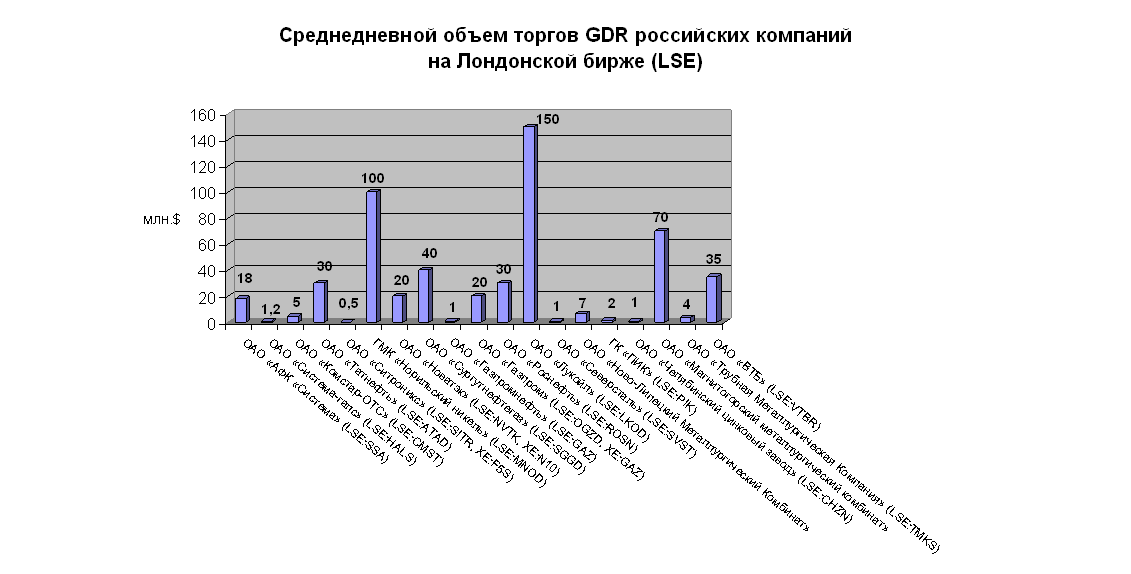 Среднедневной объем торгов GDR российских компаний
на Лондонской бирже (LSE)
160
140
120
100
80
60
40
20
0
млн.$
18
1,2
5
30
0,5
100
20
40
1
20
30
150
1
7
2
1
70
4
35
ОАО «АФК «Система» (LSE:SSA)
ОАО «Система-галс» (LSE:HALS)
ОАО «Комстар-ОТС» (LSE:CMST)
ОАО «Татнефть» (LSE:ATAD)
ОАО «Ситроникс» (LSE:SITR, XE:F5S)
ГМК «Норильский никель» (LSE:MNOD)
ОАО «Новатэк» (LSE:NVTK, XE:N10)
ОАО «Сургутнефтегаз» (LSE:SGGD)
ОАО «Газпромнефть» (LSE:GAZ)
ОАО «Газпром» (LSE:OGZD, XE:GAZ)
ОАО «Роснефть» (LSE:ROSN)
ОАО «Лукойл» (LSE:LKOD)
ОАО «Северсталь» (LSE:SVST)
ОАО «Ново-Липецкий Металлургический Комбинат»
ГК «ПИК» (LSE:PIK)
ОАО «Челябинский цинковый завод» (LSE:CHZN)
ОАО «Магнитогорский металлургический комбинат»
ОАО «Трубная Металлургическая Компания» (LSE:TMKS)
ОАО «ВТБ» (LSE:VTBR)